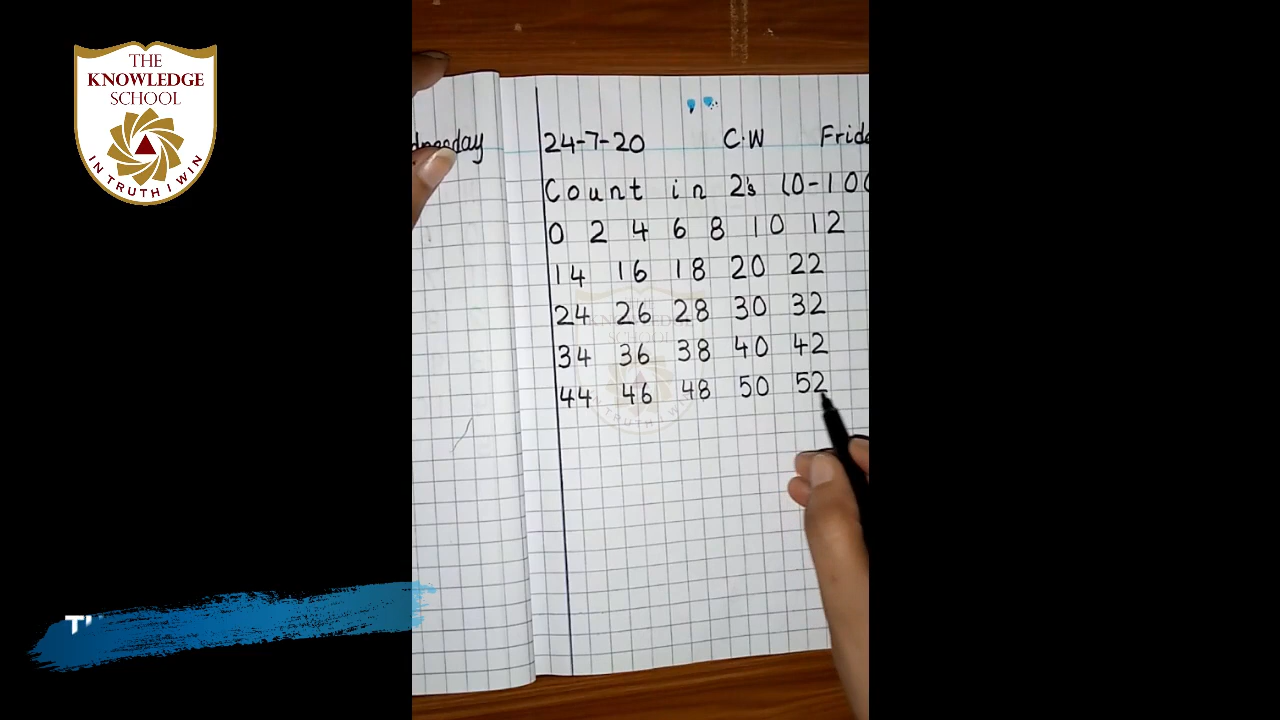 THE
KNOWLEDGE
SCHOOL
IN TRUTH I WIN
24-7-20 C.W
Count in 2's
0 2 4 6 8 10 12
14 16 18 20 22
24 26 28 30 32
34 36 38 40 42
44 46 48 50 52
KNOWLEDGE
SCHOOL